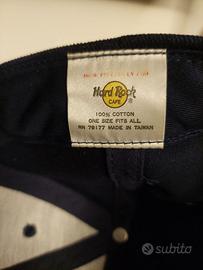 Hard Rock
CAFE
100% COTTON
ONE SIZE FITS ALL
RN 79177 MADE IN TAIWAN
subito